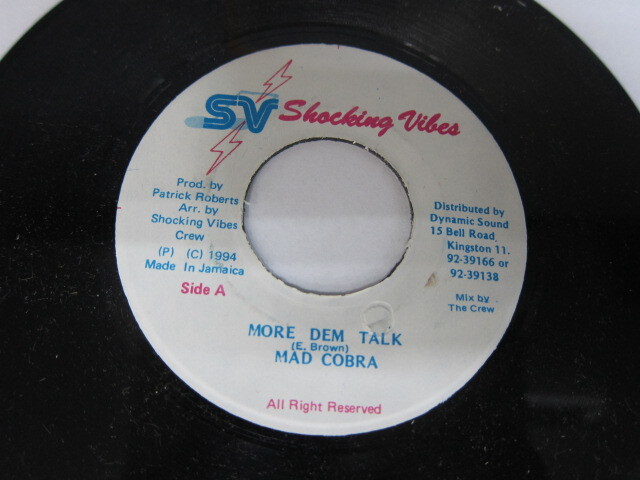 SV Shocking Vibes
Prod. by
Patrick Roberts
Arr. by
Shocking Vibes
Crew
(P) (C) 1994
Made In Jamaica
Side A
Distributed by
Dynamic Sound
15 Bell Road,
Kingston 11.
92-39166 or
92-39138
Mix by
The Crew
MORE DEM TALK
(E. Brown)
MAD COBRA
All Right Reserved